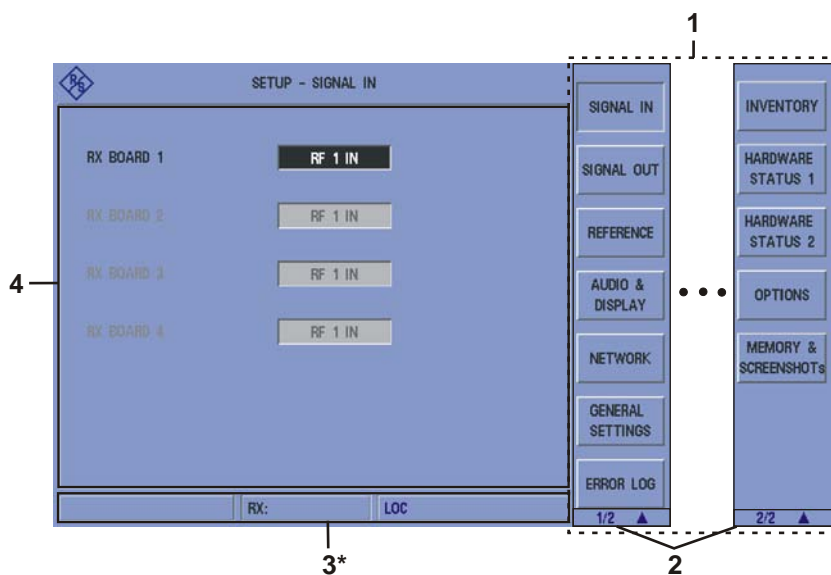 1
R&S
SETUP - SIGNAL IN
RX BOARD 1
RF 1 IN
RX BOARD 2
RF 1 IN
RX BOARD 3
RF 1 IN
RX BOARD 4
RF 1 IN
4
RX:
LOC
3*
SIGNAL IN
SIGNAL OUT
REFERENCE
AUDIO &
DISPLAY
NETWORK
GENERAL
SETTINGS
ERROR LOG
1/2
INVENTORY
HARDWARE
STATUS 1
HARDWARE
STATUS 2
OPTIONS
MEMORY &
SCREENSHOTs
2/2
2